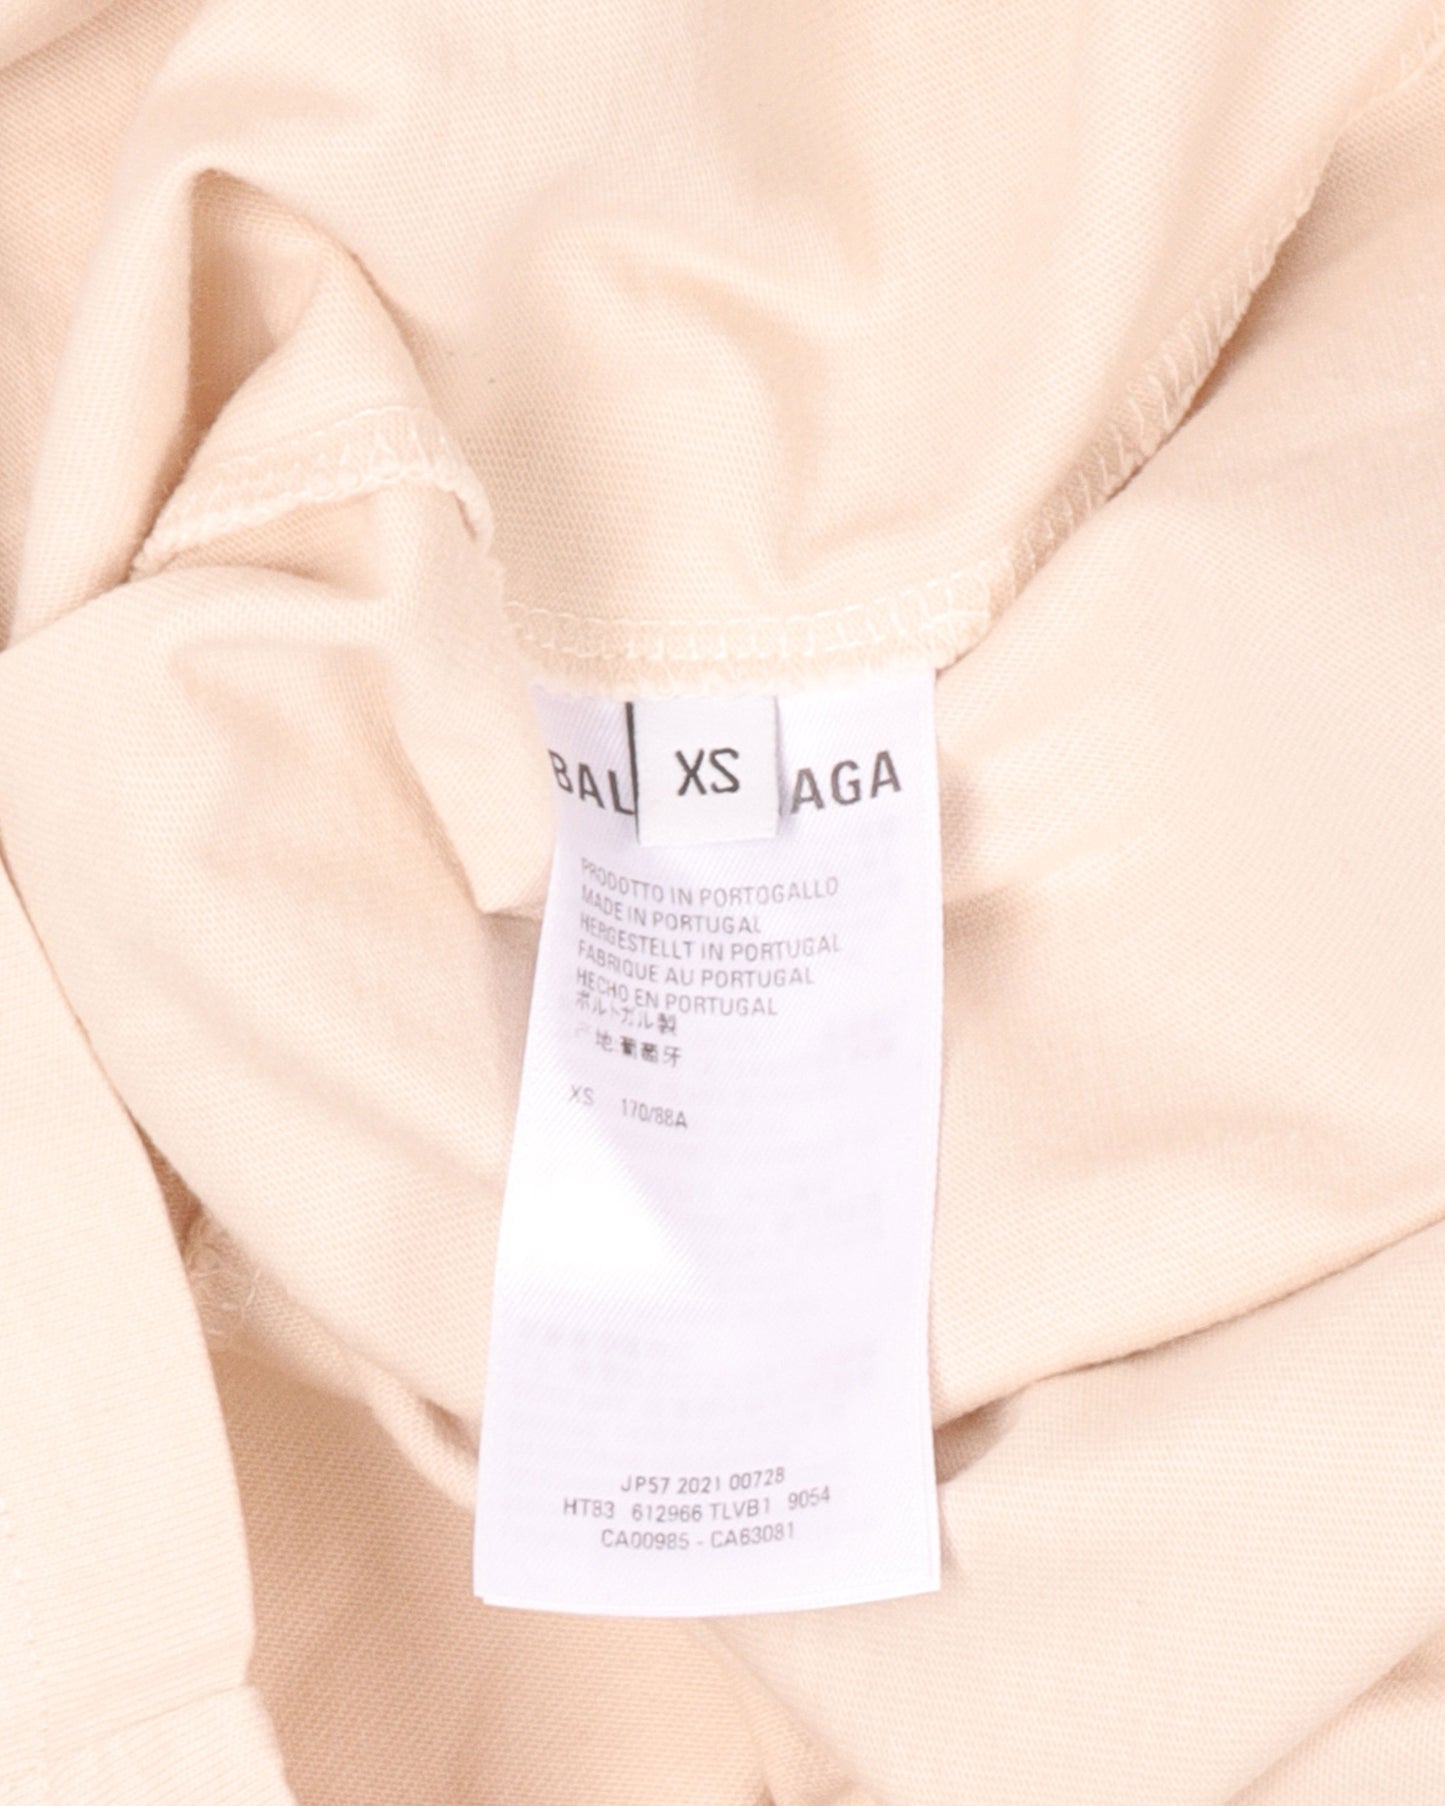 BAL XS AGA
PRODOTTO IN PORTOGALLO
MADE IN PORTUGAL
HERGESTELLT IN PORTUGAL
FABRIQUE AU PORTUGAL
HECHO EN PORTUGAL
ポルトガル製
产地:葡萄牙
XS 170/88A
JP57 2021 00728
HT83 612966 TLVB1 9054
CA00985 - CA63081